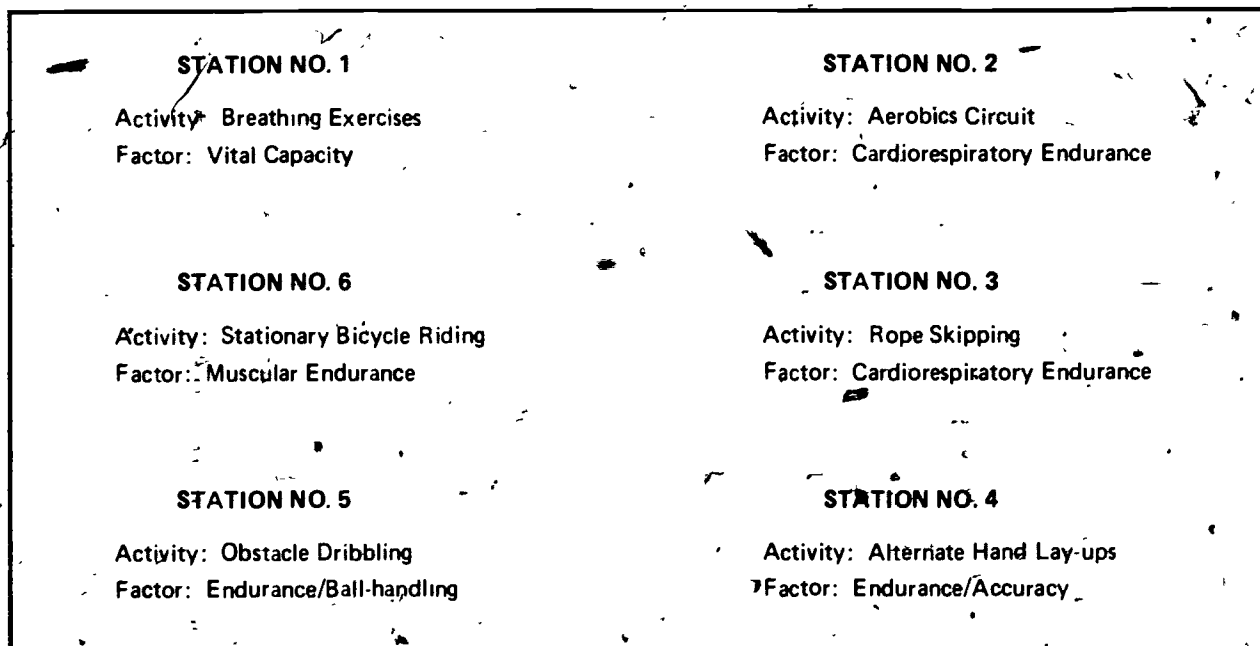 STATION NO. 1
Activity: Breathing Exercises
Factor: Vital Capacity
STATION NO. 2
Activity: Aerobics Circuit
Factor: Cardiorespiratory Endurance
STATION NO. 6
Activity: Stationary Bicycle Riding
Factor: Muscular Endurance
STATION NO. 3
Activity: Rope Skipping
Factor: Cardiorespiratory Endurance
STATION NO. 5
Activity: Obstacle Dribbling
Factor: Endurance/Ball-handling
STATION NO. 4
Activity: Alternate Hand Lay-ups
Factor: Endurance/Accuracy